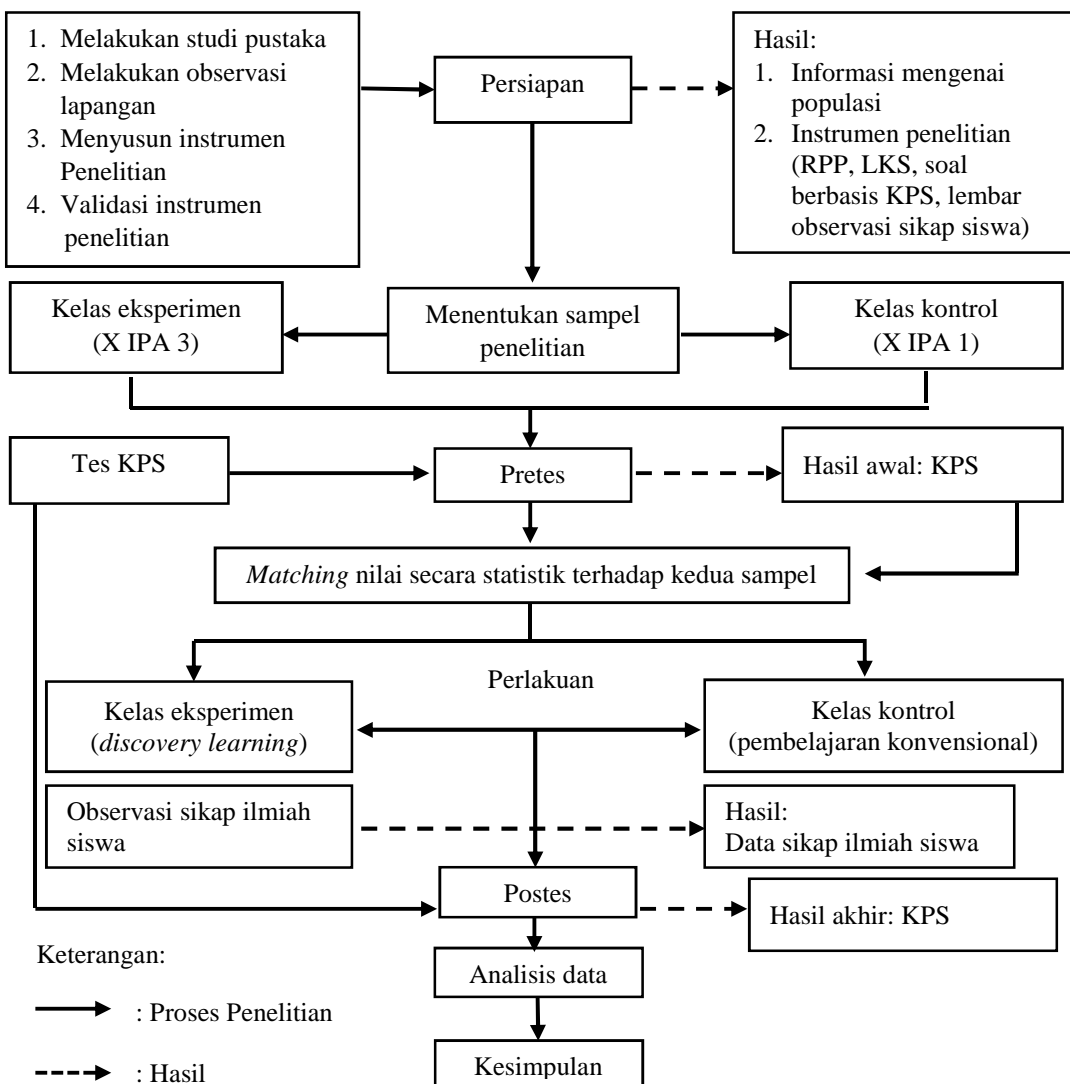 1. Melakukan studi pustaka
2. Melakukan observasi
lapangan
3. Menyusun instrumen
Penelitian
4. Validasi instrumen
penelitian
Persiapan
Hasil:
1. Informasi mengenai
populasi
2. Instrumen penelitian
(RPP, LKS, soal
berbasis KPS, lembar
observasi sikap siswa)
Kelas eksperimen
(X IPA 3)
Menentukan sampel
penelitian
Kelas kontrol
(X IPA 1)
Tes KPS
Pretes
Hasil awal: KPS
Matching nilai secara statistik terhadap kedua sampel
Perlakuan
Kelas eksperimen
(discovery learning)
Kelas kontrol
(pembelajaran konvensional)
Observasi sikap ilmiah
siswa
Hasil:
Data sikap ilmiah siswa
Postes
Hasil akhir: KPS
Analisis data
Kesimpulan
Keterangan:
: Proses Penelitian
: Hasil